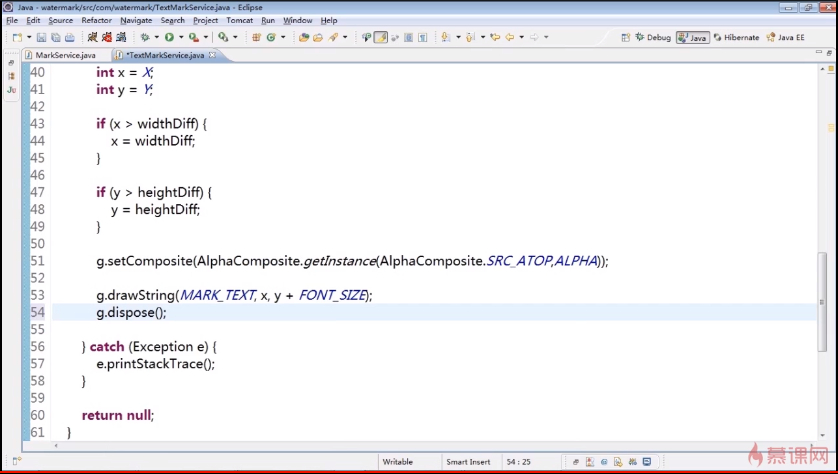 Java - watermark/src/com/watermark/TextMarkService.java - Eclipse
File Edit Source Refactor Navigate Search Project Tomcat Run Window Help
Debug Java Hibernate Java EE
MarkService.java *TextMarkService.java
40 int x = X;
41 int y = Y;
42
43 if (x > widthDiff) {
44 x = widthDiff;
45 }
46
47 if (y > heightDiff) {
48 y = heightDiff;
49 }
50
51 g.setComposite(AlphaComposite.getInstance(AlphaComposite.SRC_ATOP,ALPHA));
52
53 g.drawString(MARK_TEXT, x, y + FONT_SIZE);
54 g.dispose();
55
56 } catch (Exception e) {
57 e.printStackTrace();
58 }
59
60 return null;
61 }
慕课网
Writable Smart Insert 54 : 25